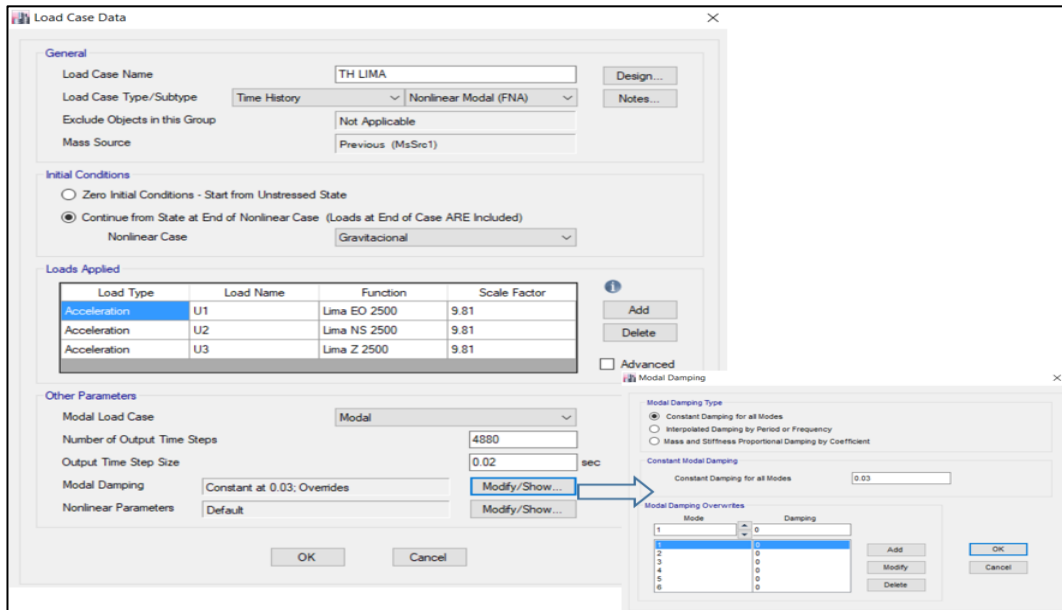 Load Case Data
General
Load Case Name TH LIMA Design...
Load Case Type/Subtype Time History Nonlinear Modal (FNA) Notes...
Exclude Objects in this Group Not Applicable
Mass Source Previous (MsSrc1)
Initial Conditions
Zero Initial Conditions - Start from Unstressed State
Continue from State at End of Nonlinear Case (Loads at End of Case ARE Included)
Nonlinear Case Gravitacional
Loads Applied
Load Type Load Name Function Scale Factor
Acceleration U1 Lima EO 2500 9.81 Add
Acceleration U2 Lima NS 2500 9.81 Delete
Acceleration U3 Lima Z 2500 9.81
Advanced
Other Parameters
Modal Load Case Modal
Number of Output Time Steps 4880
Output Time Step Size 0.02 sec
Modal Damping Constant at 0.03; Overrides Modify/Show...
Nonlinear Parameters Default Modify/Show...
OK Cancel
Modal Damping
Modal Damping Type
Constant Damping for all Modes
Interpolated Damping by Period or Frequency
Mass and Stiffness Proportional Damping by Coefficient
Constant Modal Damping
Constant Damping for all Modes 0.03
Modal Damping Overwrites
Mode Damping
1 0
1 0 Add OK
2 0
3 0 Modify Cancel
4 0
5 0 Delete
6 0